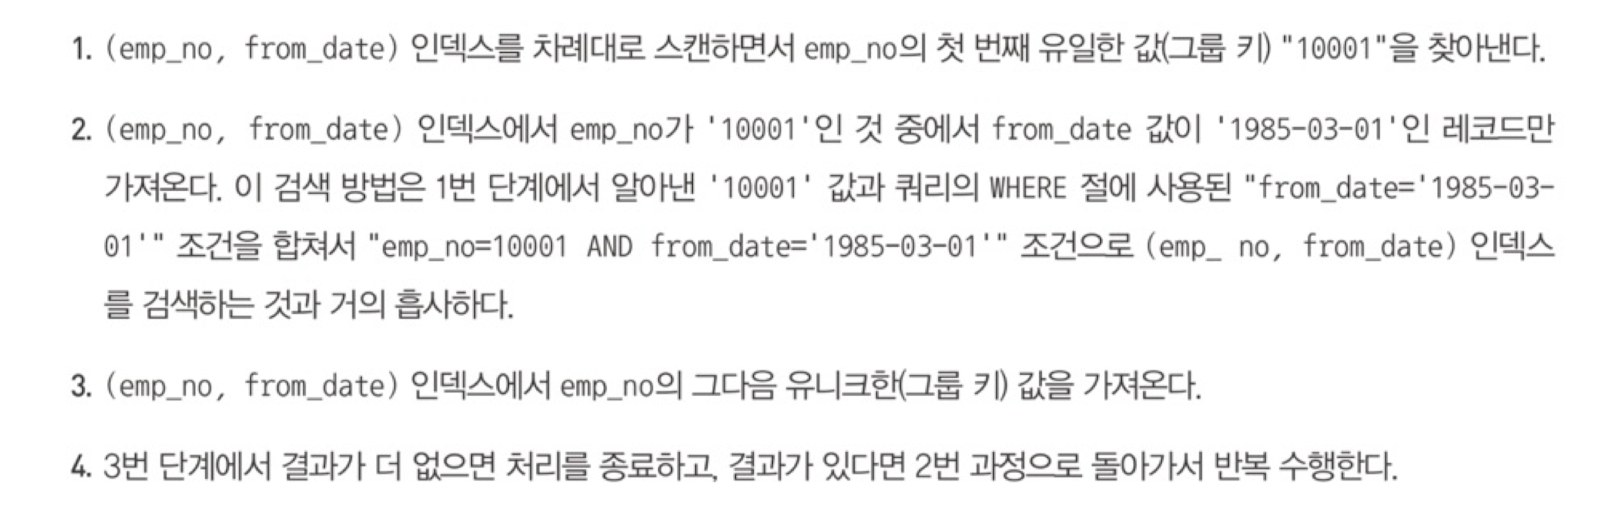 1. (emp_no, from_date) 인덱스를 차례대로 스캔하면서 emp_no의 첫 번째 유일한 값(그룹 키) "10001"을 찾아낸다.
2. (emp_no, from_date) 인덱스에서 emp_no가 '10001'인 것 중에서 from_date 값이 '1985-03-01'인 레코드만
가져온다. 이 검색 방법은 1번 단계에서 알아낸 '10001' 값과 쿼리의 WHERE 절에 사용된 "from_date='1985-03-
01'" 조건을 합쳐서 "emp_no=10001 AND from_date='1985-03-01'" 조건으로 (emp_ no, from_date) 인덱스
를 검색하는 것과 거의 흡사하다.
3. (emp_no, from_date) 인덱스에서 emp_no의 그다음 유니크한(그룹 키) 값을 가져온다.
4. 3번 단계에서 결과가 더 없으면 처리를 종료하고, 결과가 있다면 2번 과정으로 돌아가서 반복 수행한다.